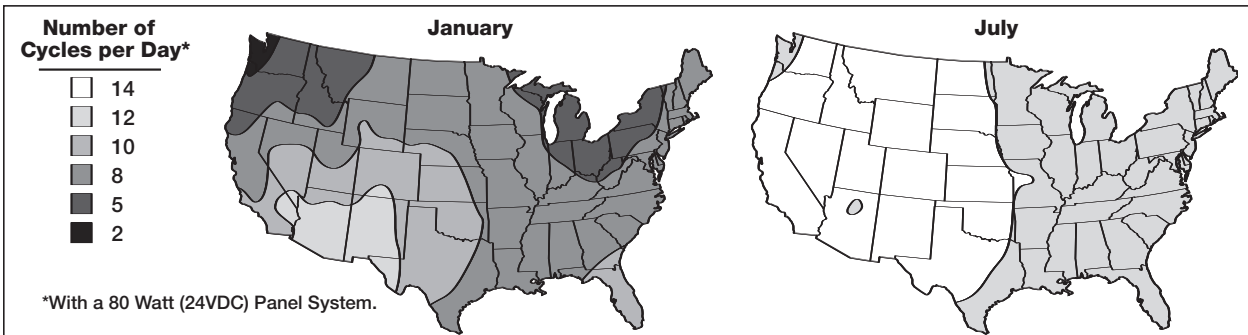 Number of
Cycles per Day*
14
12
10
8
5
2
January
July
*With a 80 Watt (24VDC) Panel System.